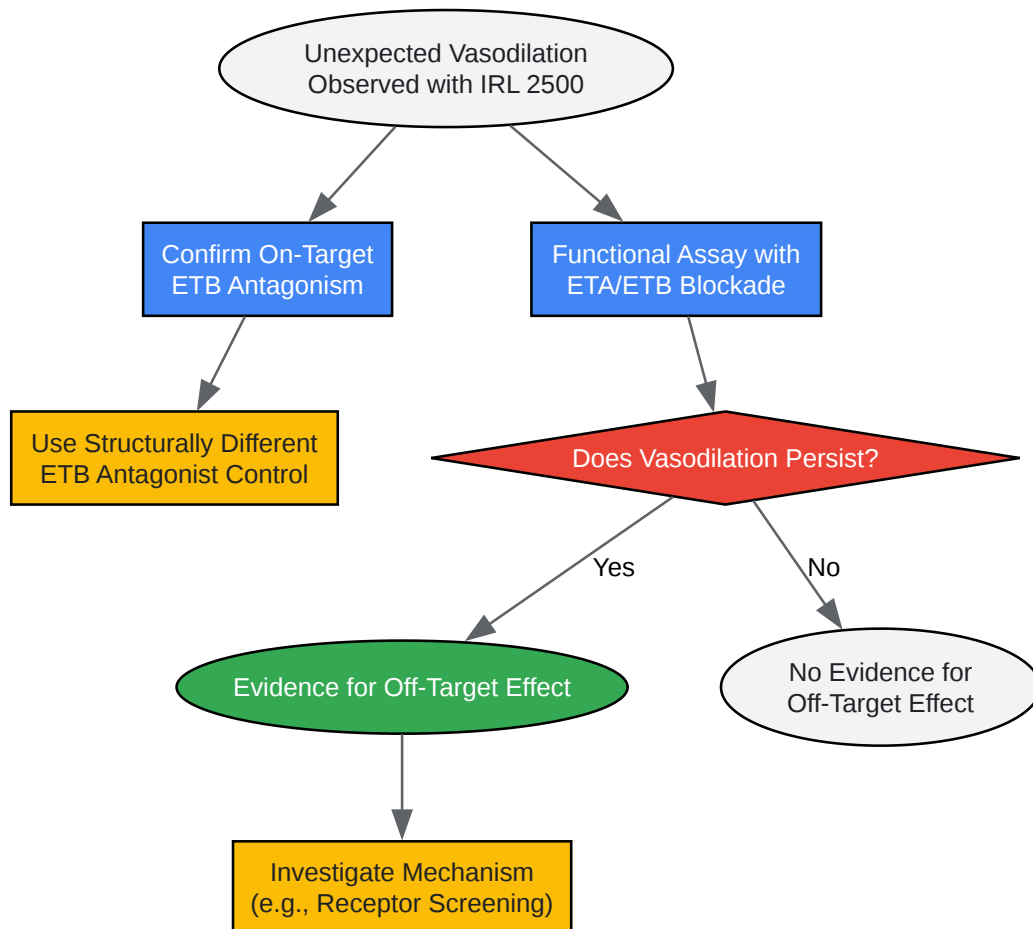 Unexpected Vasodilation
Observed with IRL 2500
Confirm On-Target
ETB Antagonism
Functional Assay with
ETA/ETB Blockade
Use Structurally Different
ETB Antagonist Control
Does Vasodilation Persist?
Yes
No
Evidence for Off-Target Effect
No Evidence for
Off-Target Effect
Investigate Mechanism
(e.g., Receptor Screening)